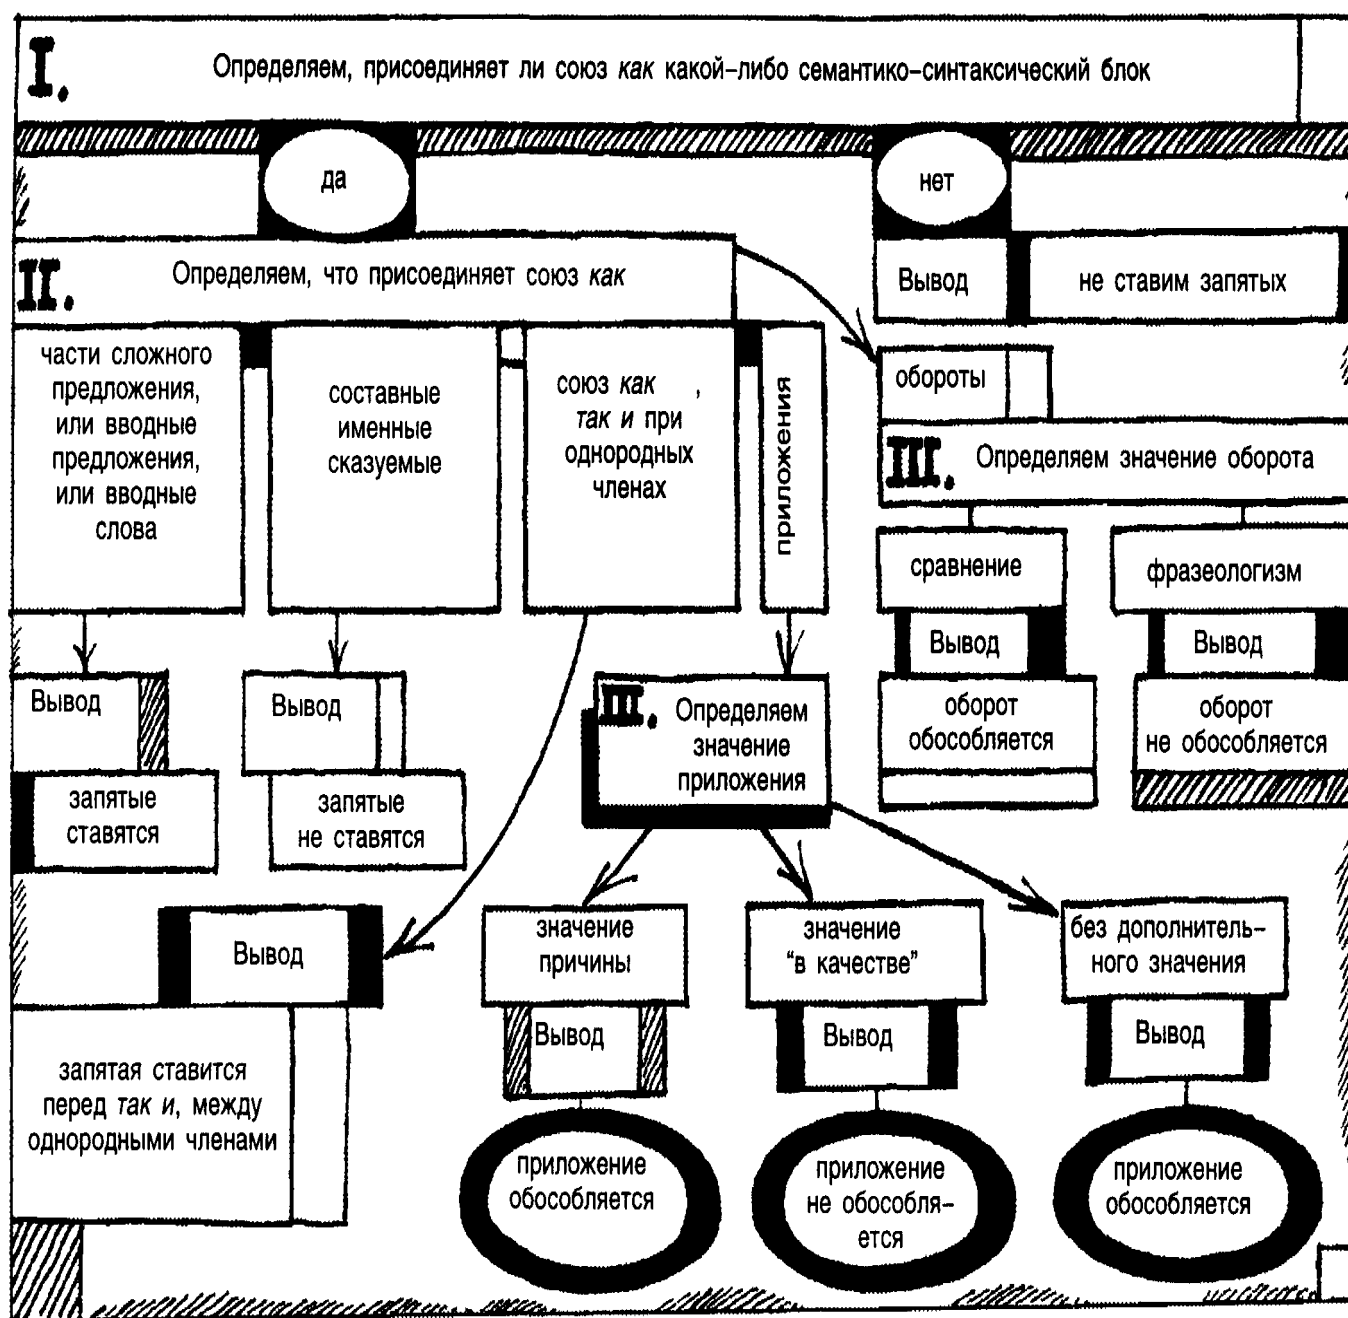 I. Определяем, присоединяет ли союз как какой-либо семантико-синтаксический блок
да
нет
II. Определяем, что присоединяет союз как
Вывод
не ставим запятых
части сложного
предложения,
или вводные
предложения,
или вводные
слова
составные
именные
сказуемые
союз как ,
так и при
однородных
членах
приложения
обороты
III. Определяем значение оборота
сравнение
фразеологизм
Вывод
Вывод
оборот
обособляется
оборот
не обособляется
Вывод
запятые
ставятся
Вывод
запятые
не ставятся
III. Определяем
значение
приложения
Вывод
запятая ставится
перед так и, между
однородными членами
значение
причины
Вывод
приложение
обособляется
значение
“в качестве”
Вывод
приложение
не обособля-
ется
без дополнитель-
ного значения
Вывод
приложение
обособляется